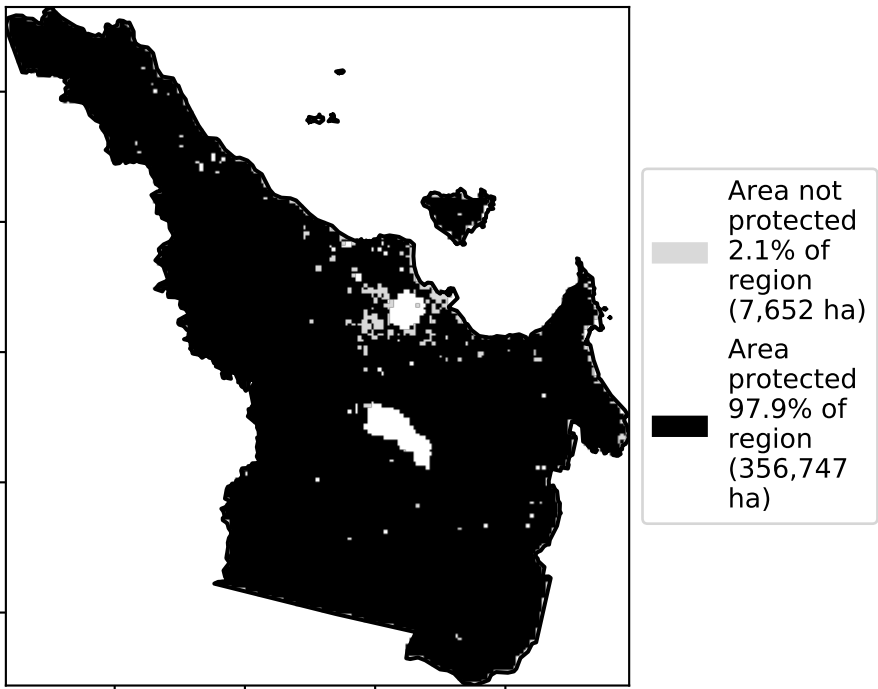 Area not
protected
2.1% of
region
(7,652 ha)
Area
protected
97.9% of
region
(356,747
ha)